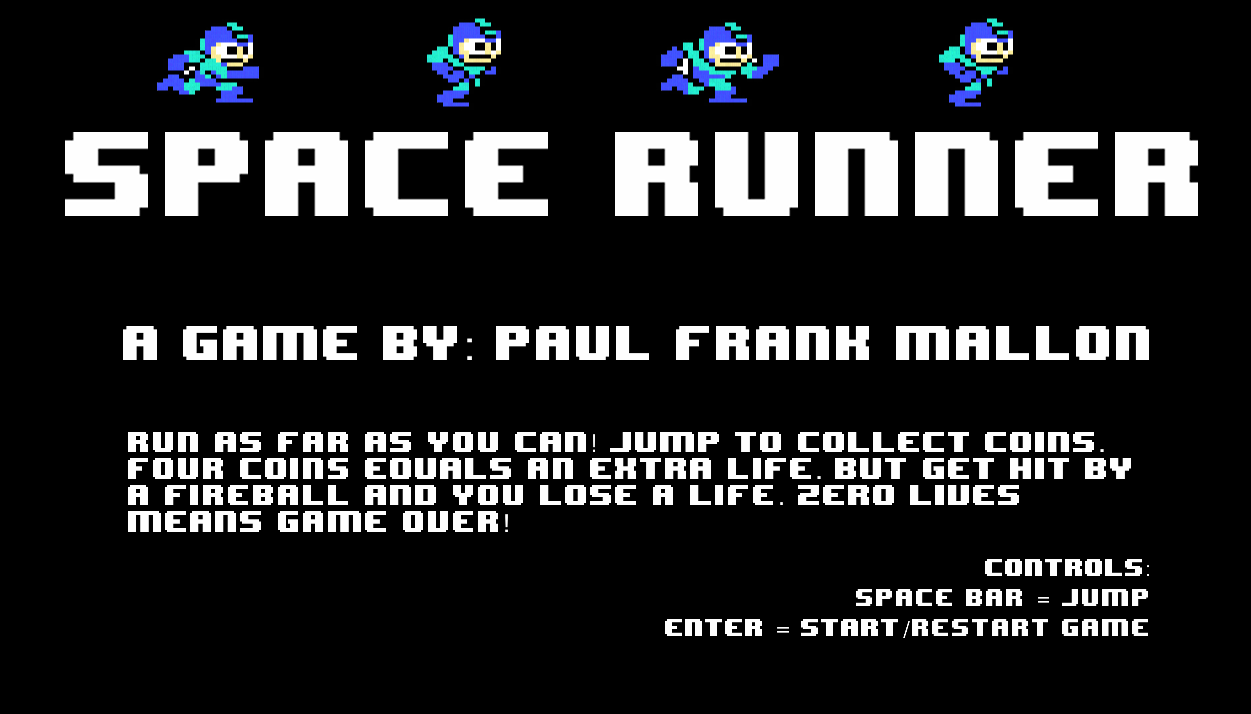 SPACE RUNNER
A GAME BY: PAUL FRANK MALLON
RUN AS FAR AS YOU CAN! JUMP TO COLLECT COINS.
FOUR COINS EQUALS AN EXTRA LIFE. BUT GET HIT BY
A FIREBALL AND YOU LOSE A LIFE. ZERO LIVES
MEANS GAME OVER!
CONTROLS:
SPACE BAR = JUMP
ENTER = START/RESTART GAME